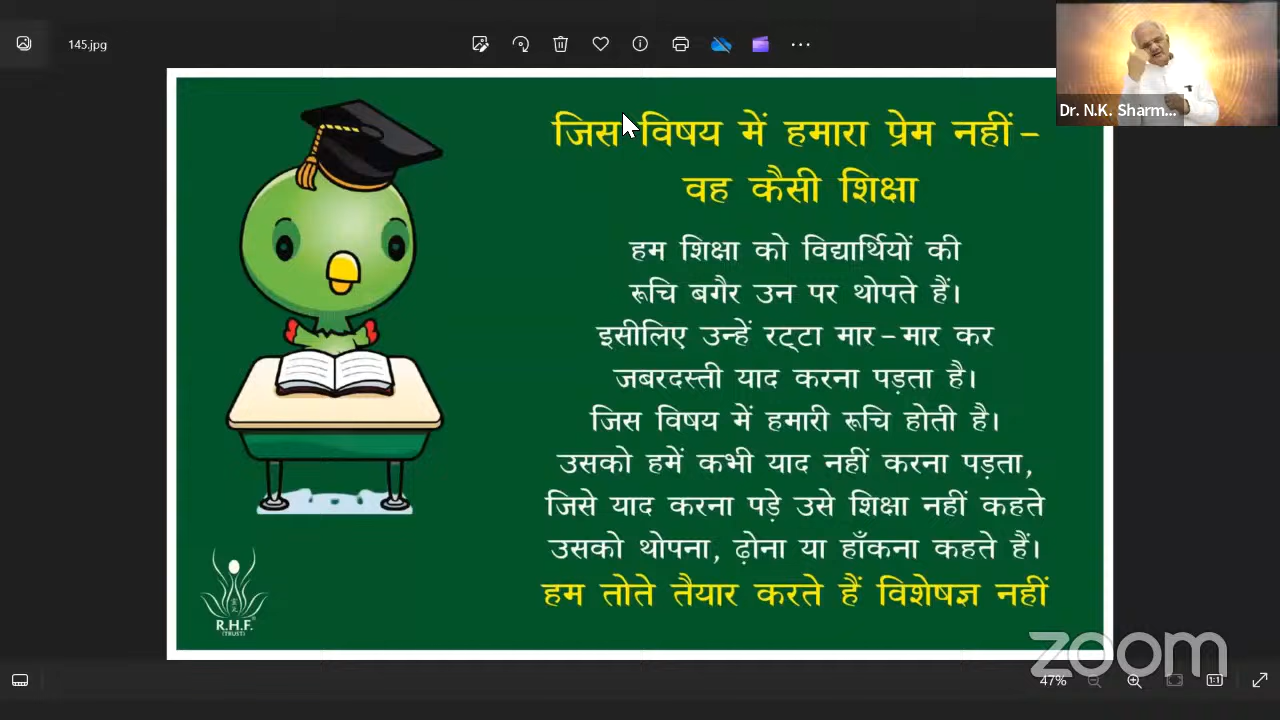 145.jpg
Dr. N.K. Sharm...
जिस विषय में हमारा प्रेम नहीं–
वह कैसी शिक्षा
हम शिक्षा को विद्यार्थियों की
रूचि बगैर उन पर थोपते हैं।
इसीलिए उन्हें रट्टा मार–मार कर
जबरदस्ती याद करना पड़ता है।
जिस विषय में हमारी रूचि होती है।
उसको हमें कभी याद नहीं करना पड़ता,
जिसे याद करना पड़े उसे शिक्षा नहीं कहते
उसको थोपना, ढ़ोना या हाँकना कहते हैं।
हम तोते तैयार करते हैं विशेषज्ञ नहीं
R.H.F.
(TRUST)
zoom
47%
1:1